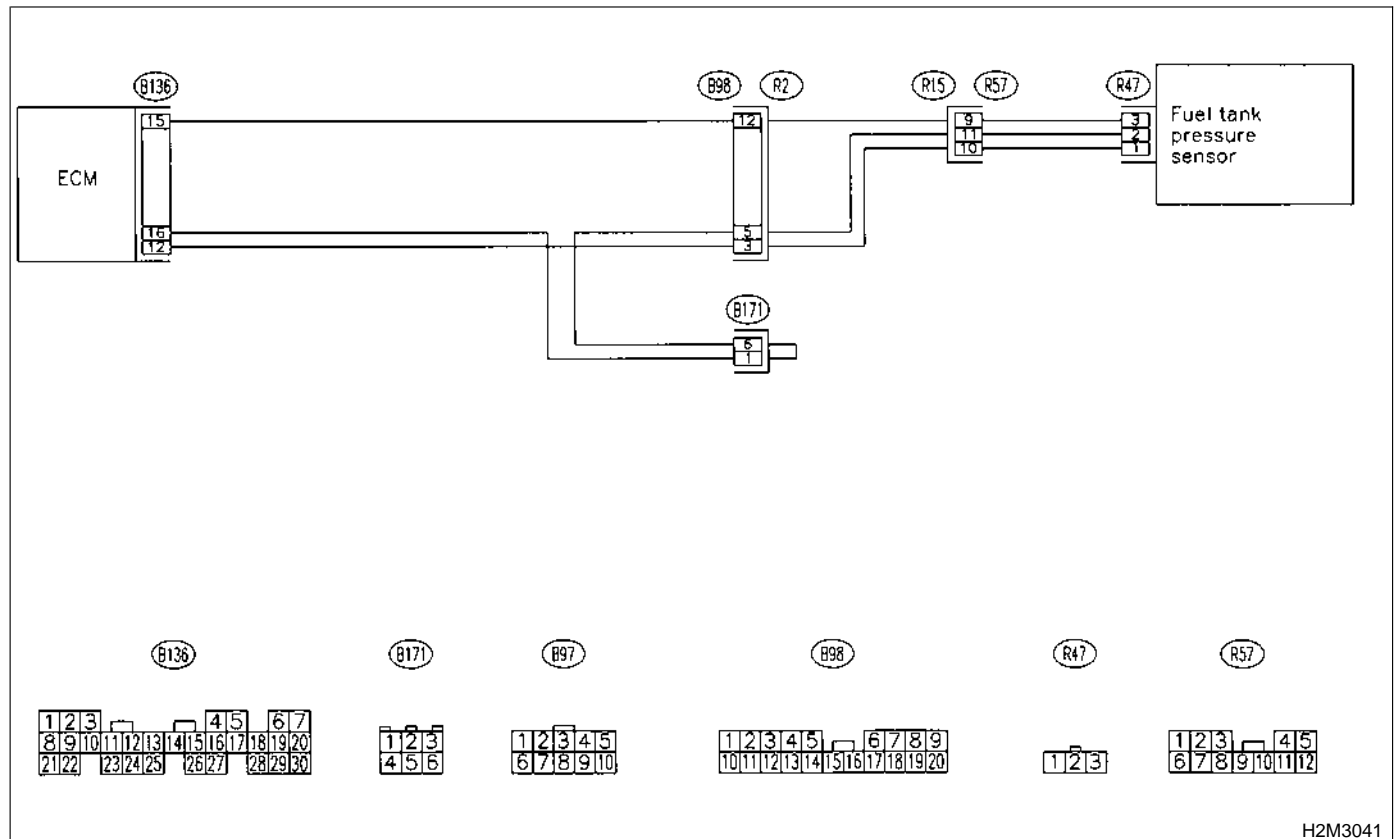 B136 B98 R2 R15 R57 R47
15 12 9 3 Fuel tank
11 2 pressure
10 1 sensor
ECM
16 5
12 3
B171
6
1
B136 B171 B97 B98 R47 R57
1 2 3 4 5 6 7
8 9 10 11 12 13 14 15 16 17 18 19 20
21 22 23 24 25 26 27 28 29 30
1 2 3
4 5 6
1 2 3 4 5
6 7 8 9 10
1 2 3 4 5 6 7 8 9
10 11 12 13 14 15 16 17 18 19 20
1 2 3
1 2 3 4 5
6 7 8 9 10 11 12
H2M3041